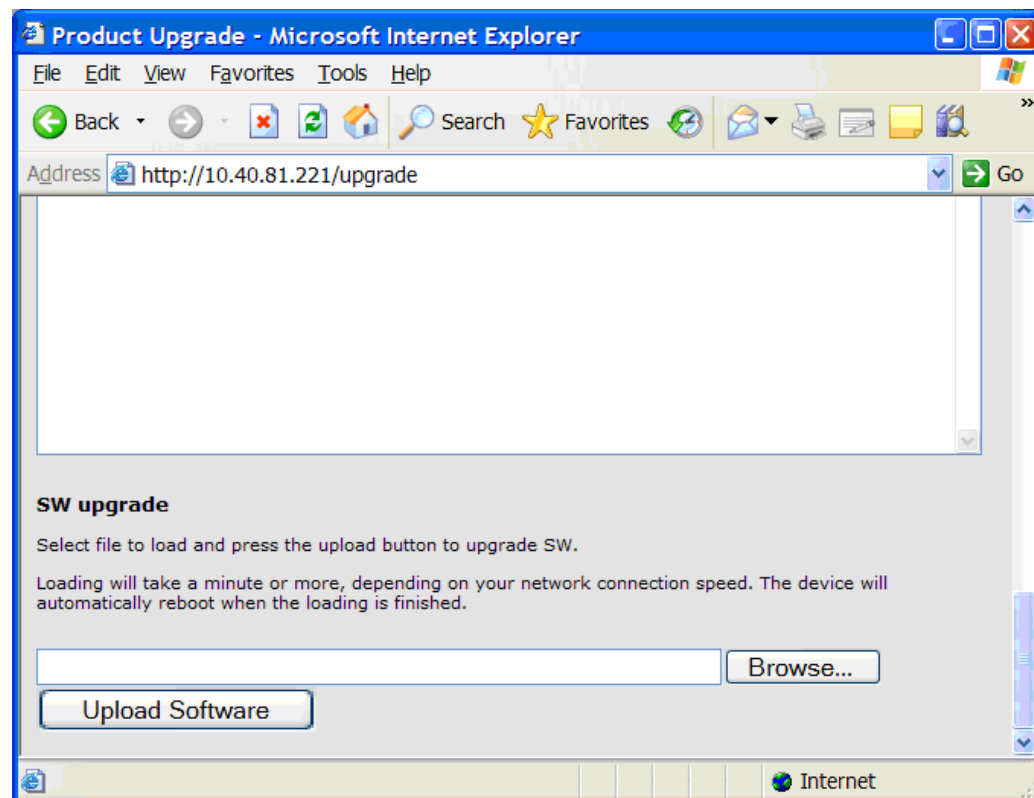 Product Upgrade - Microsoft Internet Explorer
File Edit View Favorites Tools Help
Back Search Favorites »
Address http://10.40.81.221/upgrade Go
SW upgrade
Select file to load and press the upload button to upgrade SW.
Loading will take a minute or more, depending on your network connection speed. The device will
automatically reboot when the loading is finished.
Browse...
Upload Software
Internet